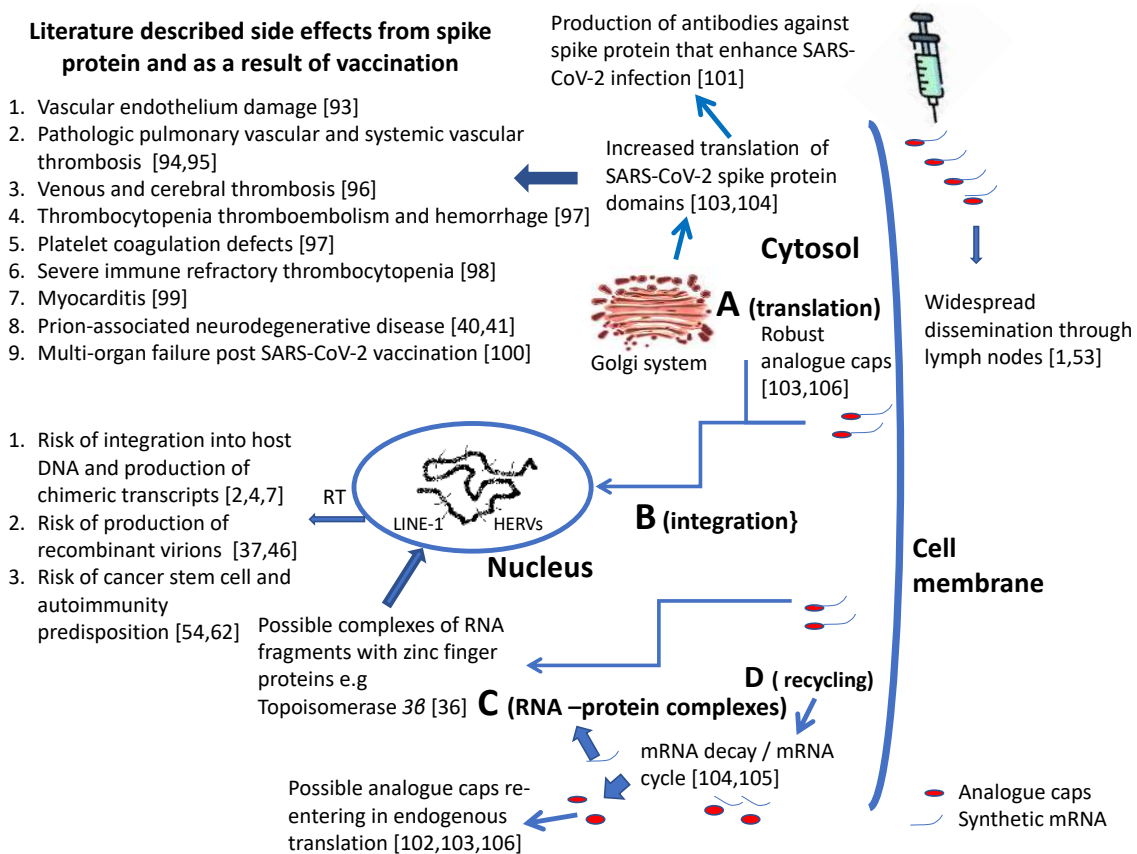 Literature described side effects from spike
protein and as a result of vaccination
1. Vascular endothelium damage [93]
2. Pathologic pulmonary vascular and systemic vascular
thrombosis [94,95]
3. Venous and cerebral thrombosis [96]
4. Thrombocytopenia thromboembolism and hemorrhage [97]
5. Platelet coagulation defects [97]
6. Severe immune refractory thrombocytopenia [98]
7. Myocarditis [99]
8. Prion-associated neurodegenerative disease [40,41]
9. Multi-organ failure post SARS-CoV-2 vaccination [100]
Production of antibodies against
spike protein that enhance SARS-
CoV-2 infection [101]
Increased translation of
SARS-CoV-2 spike protein
domains [103,104]
Cytosol
A (translation)
Golgi system
Robust
analogue caps
[103,106]
Widespread
dissemination through
lymph nodes [1,53]
1. Risk of integration into host
DNA and production of
chimeric transcripts [2,4,7]
2. Risk of production of
recombinant virions [37,46]
3. Risk of cancer stem cell and
autoimmunity
predisposition [54,62]
RT
LINE-1
HERVs
Nucleus
B (integration}
Cell
membrane
Possible complexes of RNA
fragments with zinc finger
proteins e.g
Topoisomerase 3β [36]
C (RNA –protein complexes)
D ( recycling)
mRNA decay / mRNA
cycle [104,105]
Possible analogue caps re-
entering in endogenous
translation [102,103,106]
Analogue caps
Synthetic mRNA